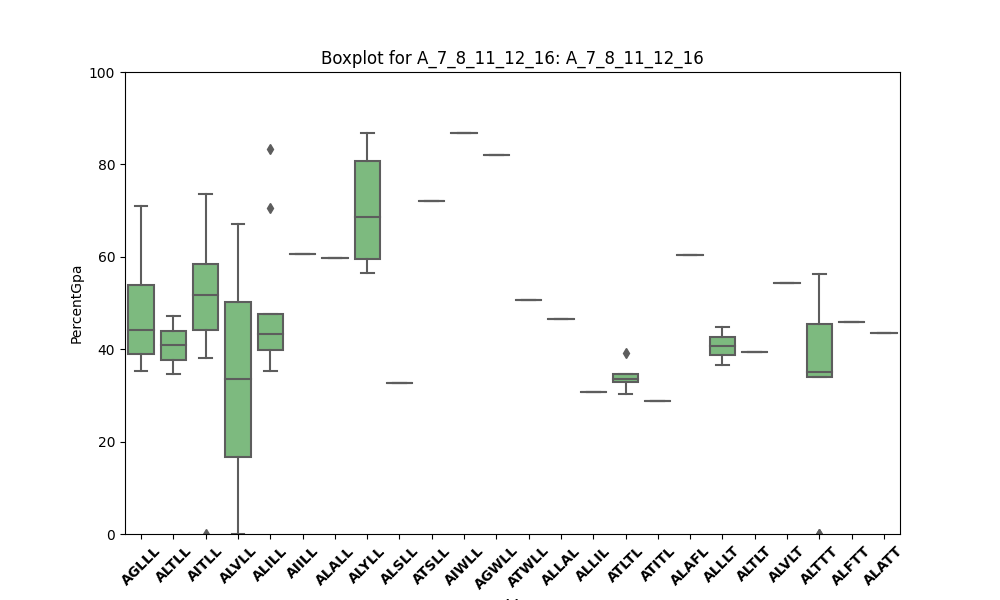 Boxplot for A_7_8_11_12_16: A_7_8_11_12_16
100
80
60
40
20
0
PercentGpa
AGLLL
ALTLL
AITLL
ALVLL
ALILL
AIILL
ALALL
ALYLL
ALSLL
ATSLL
AIWLL
AGWLL
ATWLL
ALLAL
ALLIL
ATLTL
ATITL
ALAFL
ALLLT
ALTLT
ALVLT
ALTTT
ALFTT
ALATT